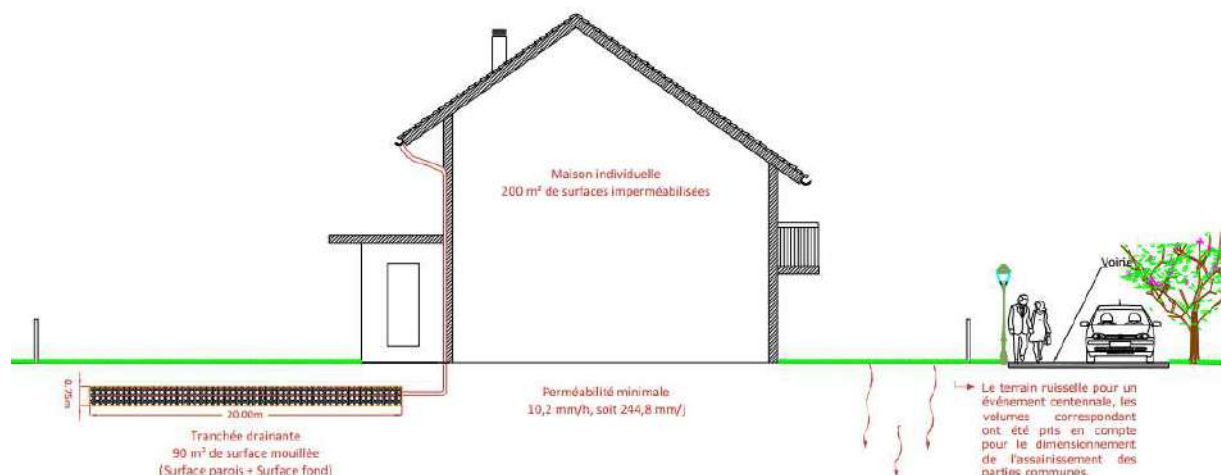 Maison individuelle
200 m² de surfaces imperméabilisées
Voirie
0.75m
20.00m
Perméabilité minimale
10,2 mm/h, soit 244,8 mm/j
Tranchée drainante
90 m² de surface mouillée
(Surface parois + Surface fond)
Le terrain ruisselle pour un
événement centennale, les
volumes correspondant
ont été pris en compte
pour le dimensionnement
de l'assainissement des
parties communes.